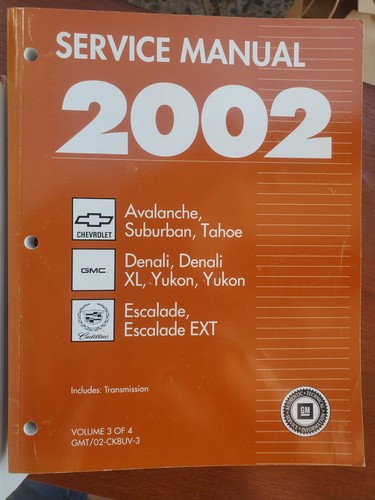 SERVICE MANUAL
2002
CHEVROLET
Avalanche,
Suburban, Tahoe
GMC
Denali, Denali
XL, Yukon, Yukon
Cadillac
Escalade,
Escalade EXT
Includes: Transmission
VOLUME 3 OF 4
GMT/02-CK8UV-3
GM